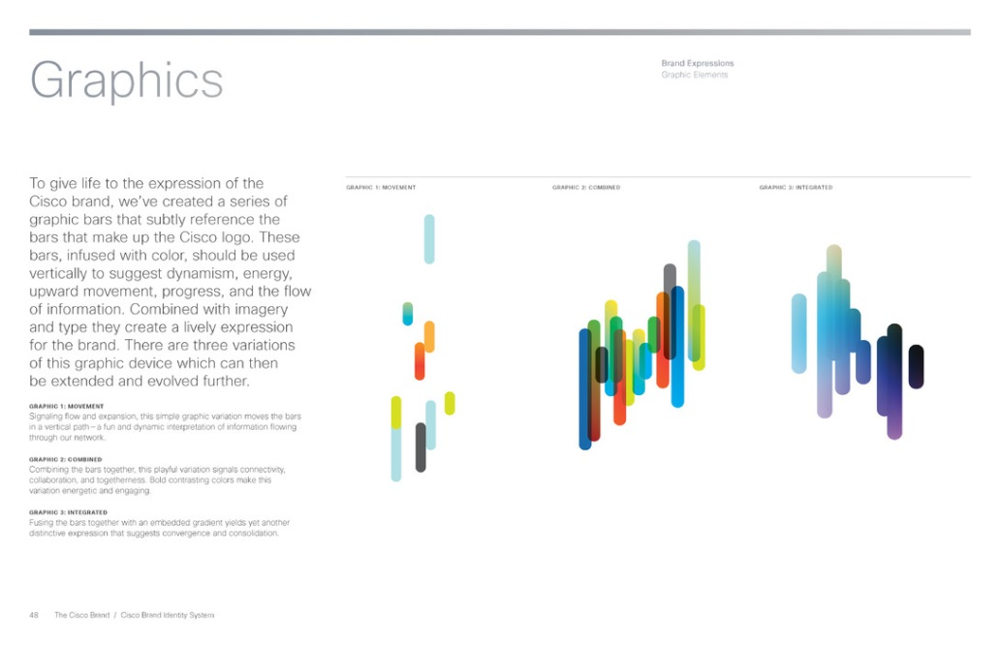 Graphics
Brand Expressions
Graphic Elements
To give life to the expression of the
Cisco brand, we've created a series of
graphic bars that subtly reference the
bars that make up the Cisco logo. These
bars, infused with color, should be used
vertically to suggest dynamism, energy,
upward movement, progress, and the flow
of information. Combined with imagery
and type they create a lively expression
for the brand. There are three variations
of this graphic device which can then
be extended and evolved further.
GRAPHIC 1: MOVEMENT
Signaling flow and expansion, this simple graphic variation moves the bars
in a vertical path—a fun and dynamic interpretation of information flowing
through our network.
GRAPHIC 2: COMBINED
Combining the bars together, this playful variation signals connectivity,
collaboration, and togetherness. Bold contrasting colors make this
variation energetic and engaging.
GRAPHIC 3: INTEGRATED
Fusing the bars together with an embedded gradient yields yet another
distinctive expression that suggests convergence and consolidation.
GRAPHIC 1: MOVEMENT
GRAPHIC 2: COMBINED
GRAPHIC 3: INTEGRATED
48 The Cisco Brand / Cisco Brand Identity System